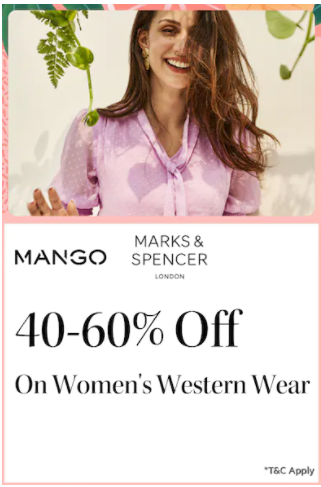 MANGO
MARKS &
SPENCER
LONDON
40-60% Off
On Women's Western Wear
*T&C Apply